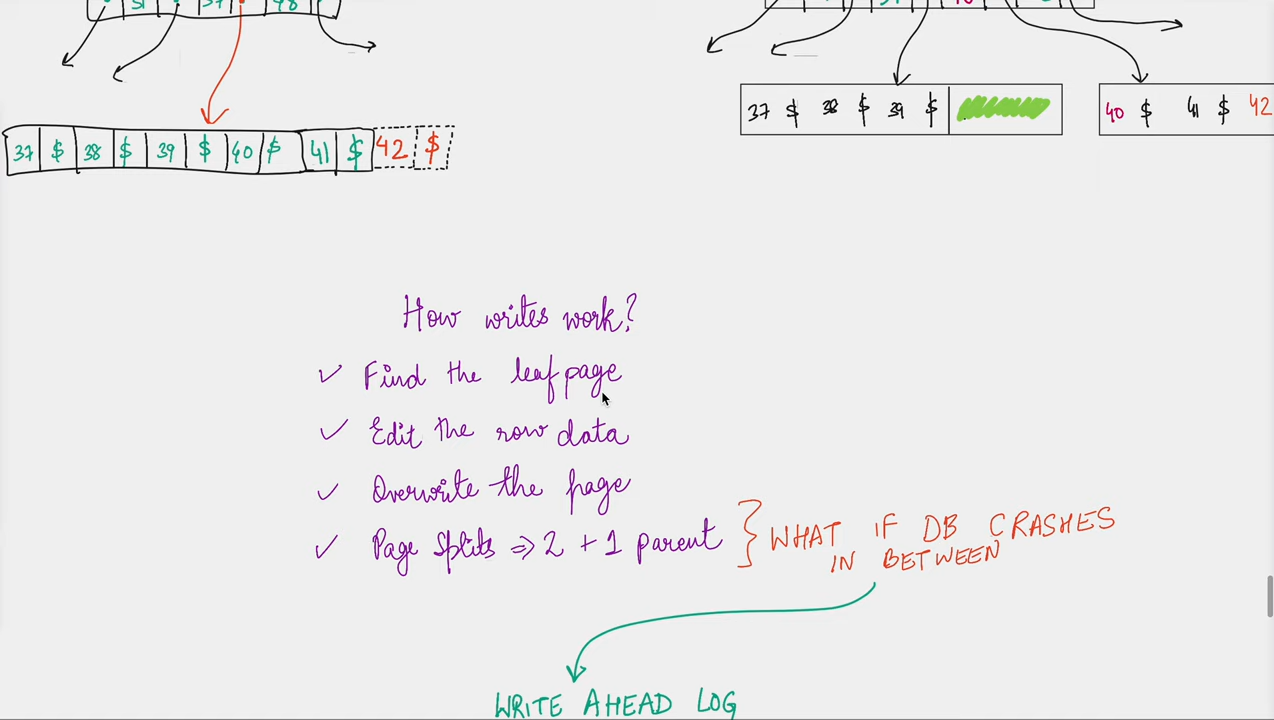 37 $ 38 $ 39 $
40 $ 41 $ 42
37 $ 38 $ 39 $ 40 $ 41 $ 42 $
How writes work?
✓ Find the leaf page
✓ Edit the row data
✓ Overwrite the page
✓ Page Splits ⇒ 2 + 1 parent } WHAT IF DB CRASHES
IN BETWEEN
WRITE AHEAD LOG